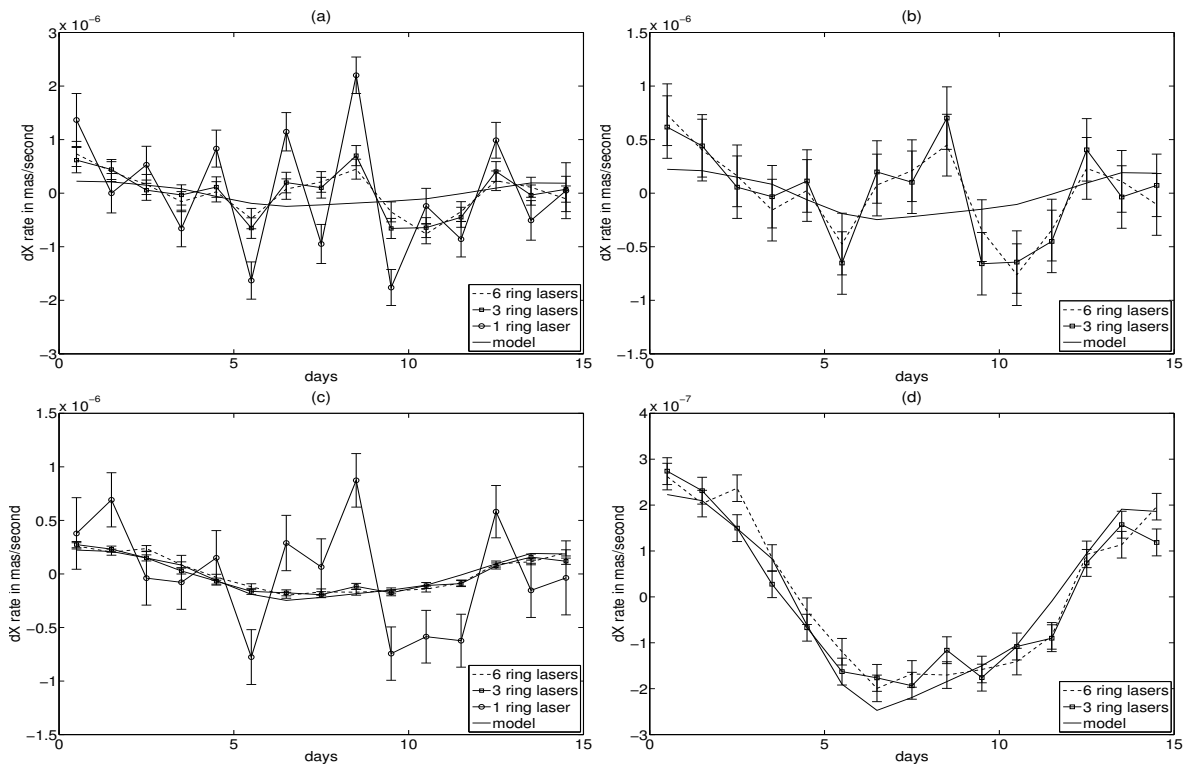 (a)
x 10−6
3
2
1
0
−1
−2
−3
0
5
10
15
days
dX rate in mas/second
6 ring lasers
3 ring lasers
1 ring laser
model
(b)
x 10−6
1.5
1
0.5
0
−0.5
−1
−1.5
0
5
10
15
days
dX rate in mas/second
6 ring lasers
3 ring lasers
model
(c)
x 10−6
1.5
1
0.5
0
−0.5
−1
−1.5
0
5
10
15
days
dX rate in mas/second
6 ring lasers
3 ring lasers
1 ring laser
model
(d)
x 10−7
4
3
2
1
0
−1
−2
−3
0
5
10
15
days
dX rate in mas/second
6 ring lasers
3 ring lasers
model